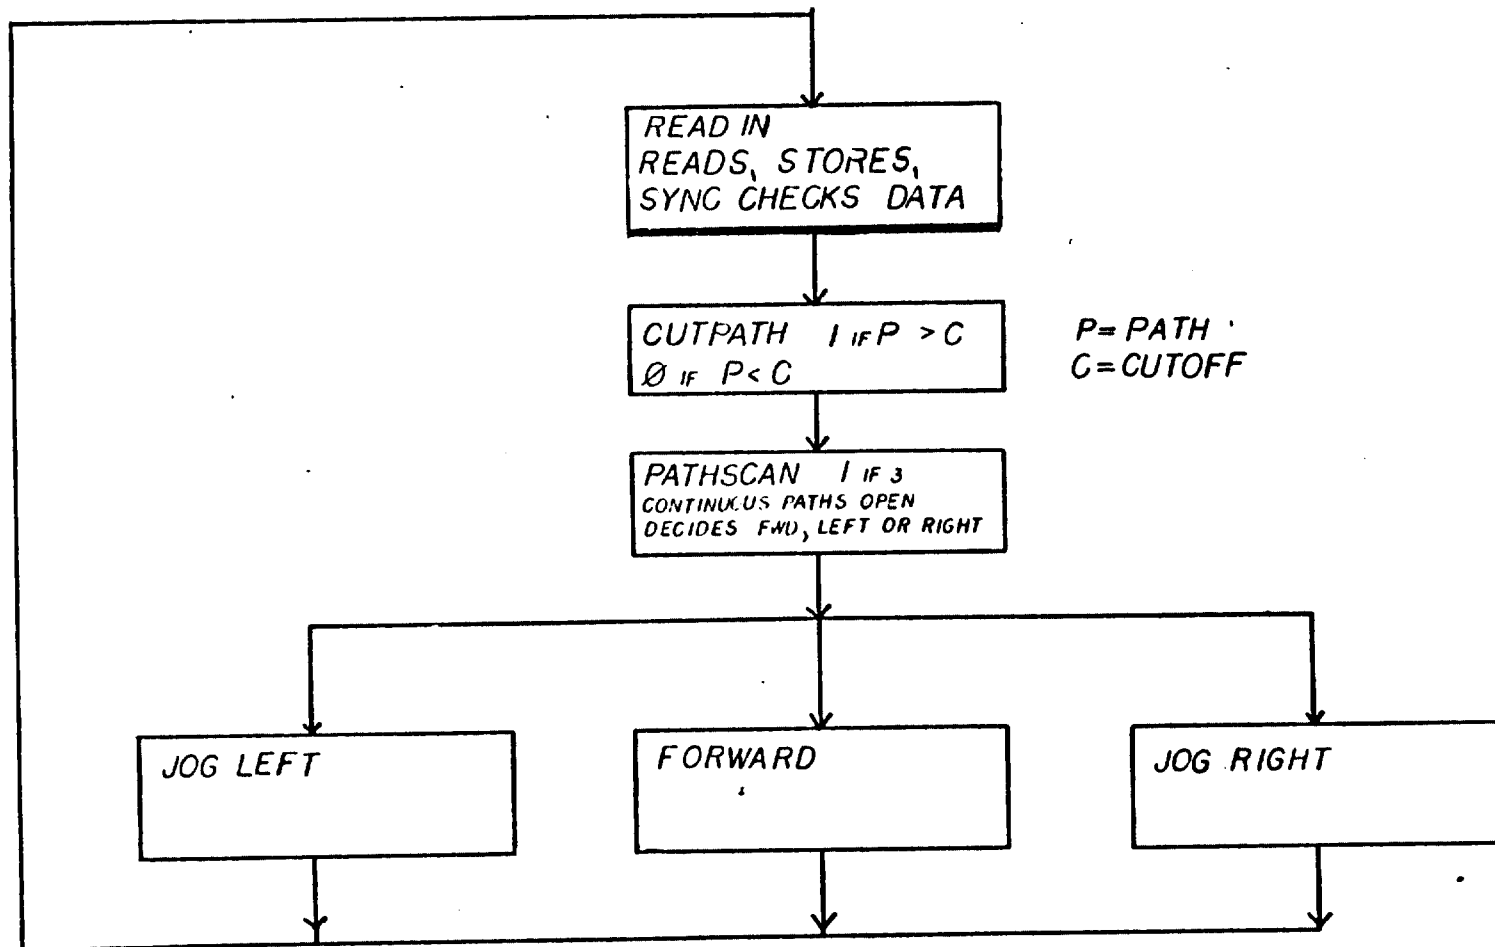 READ IN
READS, STORES,
SYNC CHECKS DATA
CUTPATH 1 IF P > C
Ø IF P < C
P= PATH
C=CUTOFF
PATHSCAN 1 IF 3
CONTINUOUS PATHS OPEN
DECIDES FWD, LEFT OR RIGHT
JOG LEFT
FORWARD
JOG RIGHT